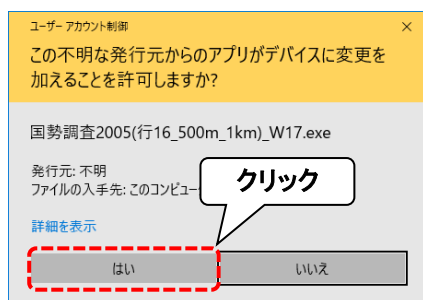 ユーザー アカウント制御
この不明な発行元からのアプリがデバイスに変更を
加えることを許可しますか?
国勢調査2005(行16_500m_1km)_W17.exe
発行元: 不明
ファイルの入手先: このコンピュー
クリック
詳細を表示
はい
いいえ